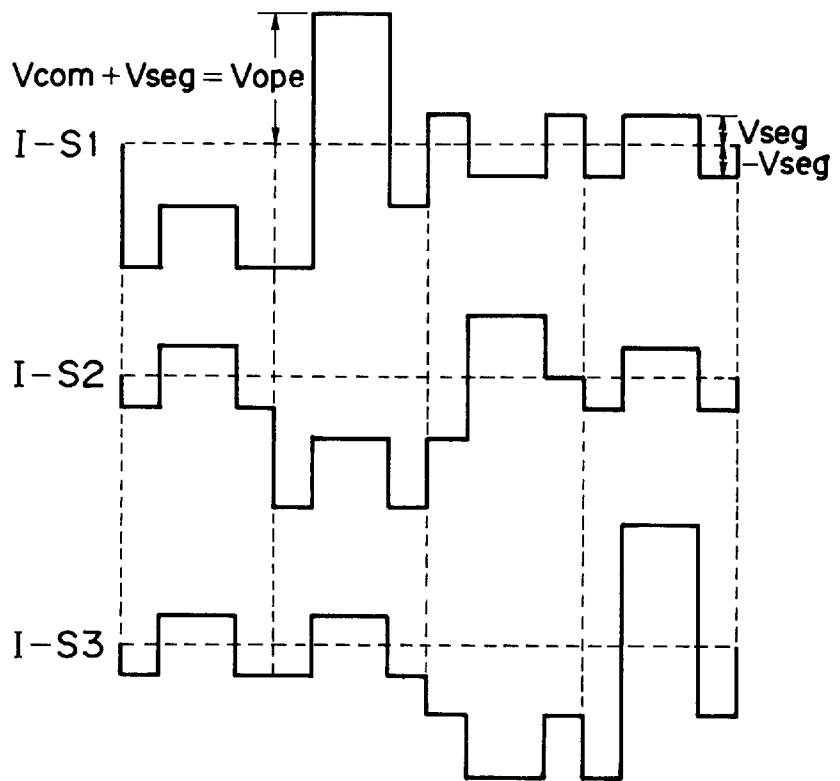 Vcom + Vseg = Vope
I-S1
Vseg
-Vseg
I-S2
I-S3